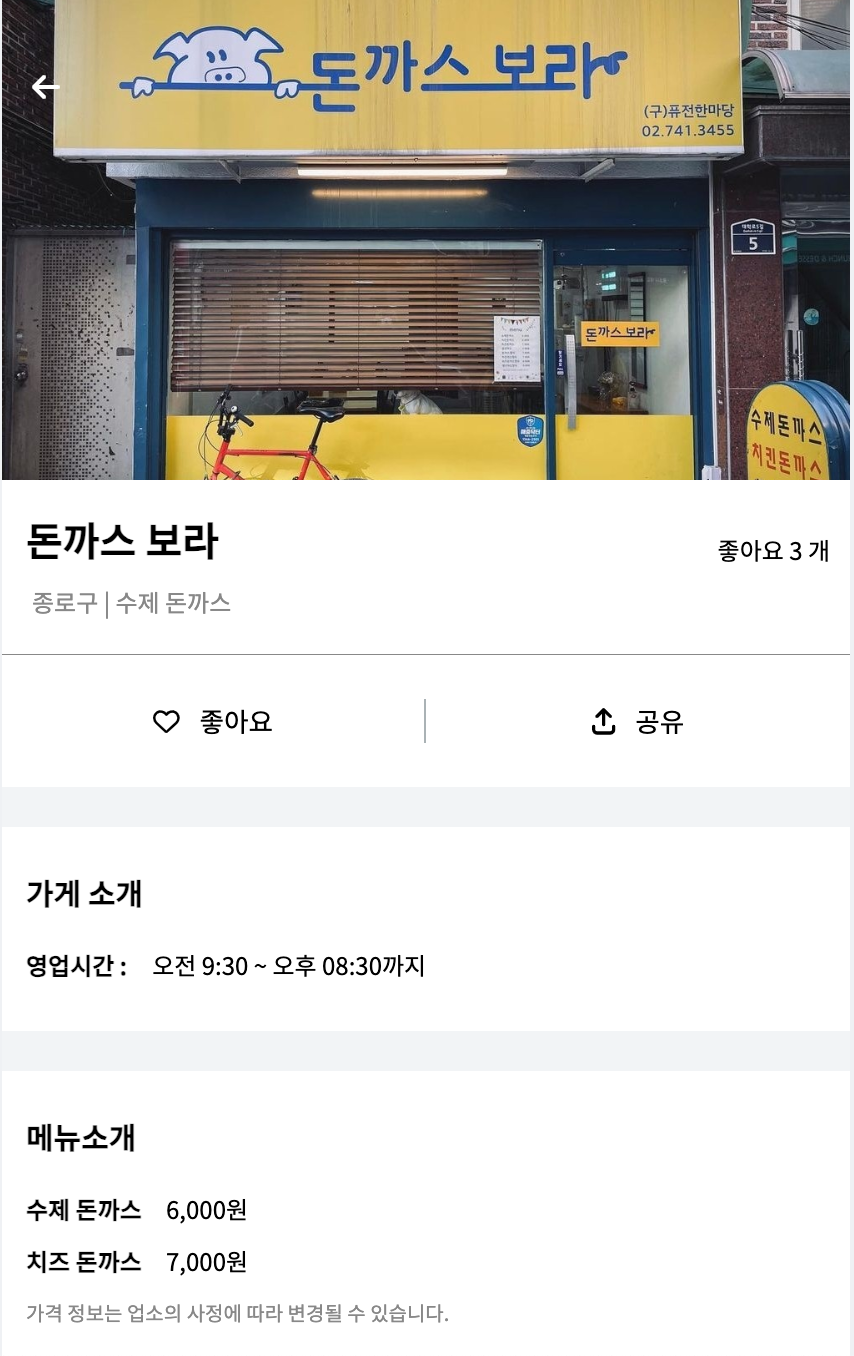 돈까스 보라
(구)퓨전한마당
02.741.3455
5
돈까스 보라
수제돈까스
치킨돈까스
돈까스 보라
좋아요 3 개
종로구 | 수제 돈까스
좋아요
공유
가게 소개
영업시간 : 오전 9:30 ~ 오후 08:30까지
메뉴소개
수제 돈까스 6,000원
치즈 돈까스 7,000원
가격 정보는 업소의 사정에 따라 변경될 수 있습니다.